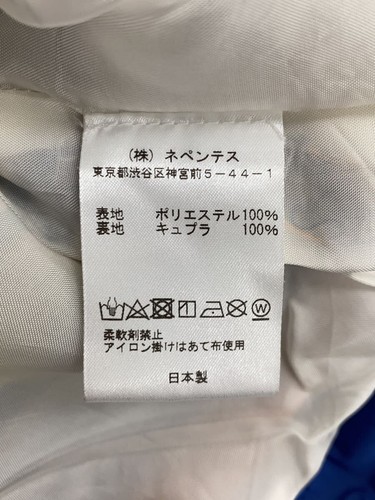 （株）ネペンテス
東京都渋谷区神宮前5-44-1
表地　ポリエステル100%
裏地　キュプラ　100%
柔軟剤禁止
アイロン掛けはあて布使用
日本製